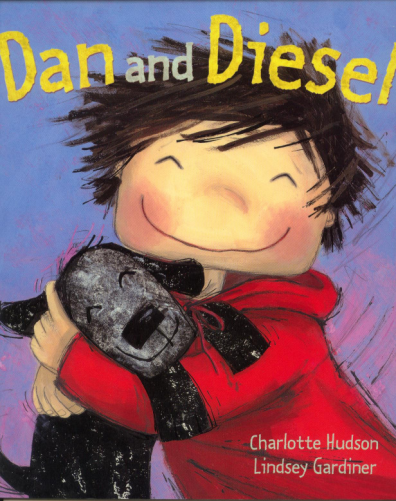 Dan and Diesel
Charlotte Hudson
Lindsey Gardiner